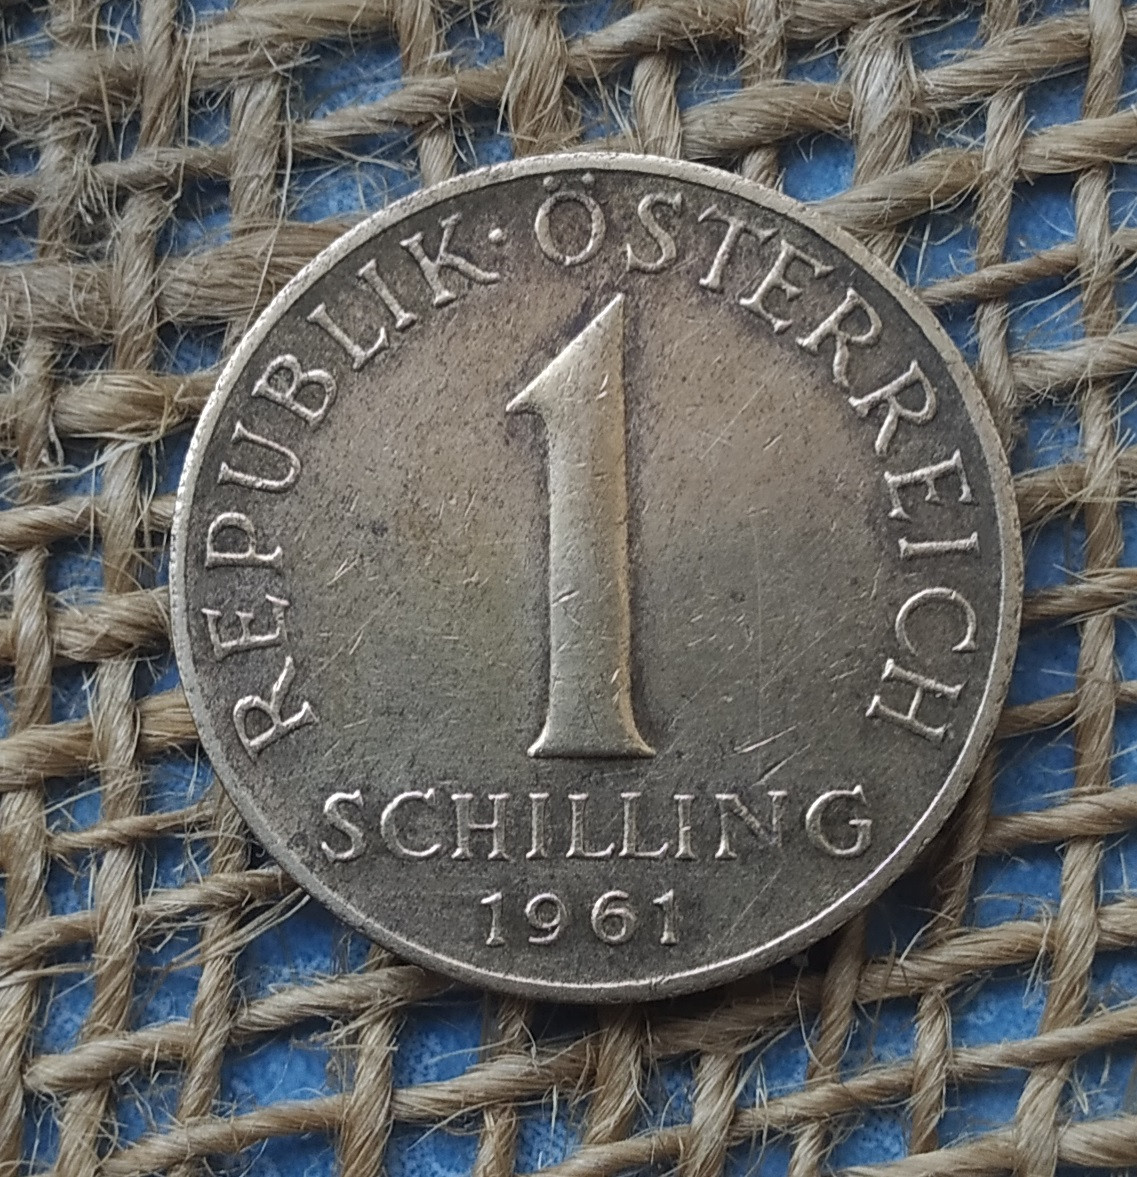 REPUBLIK · ÖSTERREICH
1
SCHILLING
1961